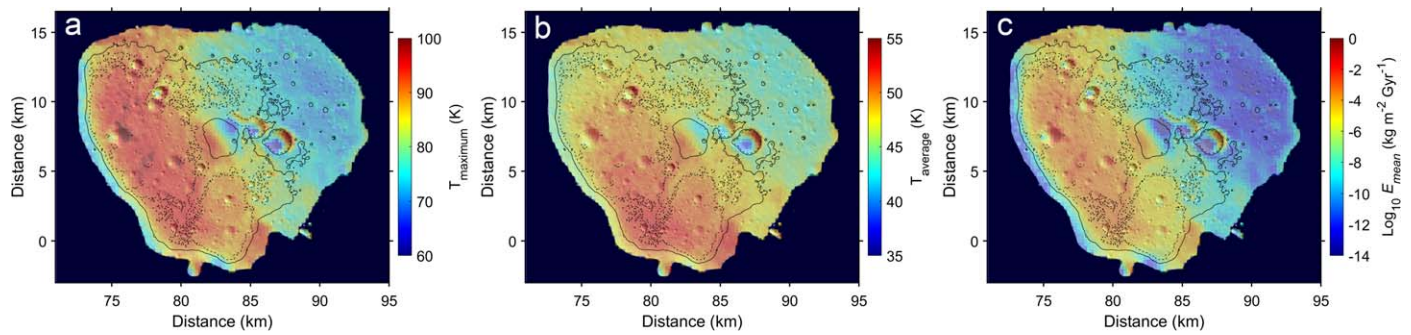 a
15
10
5
0
Distance (km)
75 80 85 90 95
Distance (km)
100
90
80
70
60
T_maximum (K)
b
15
10
5
0
Distance (km)
75 80 85 90 95
Distance (km)
55
50
45
40
35
T_average (K)
c
15
10
5
0
Distance (km)
75 80 85 90 95
Distance (km)
0
-2
-4
-6
-8
-10
-12
-14
Log₁₀ E_mean (kg m⁻² Gyr⁻¹)